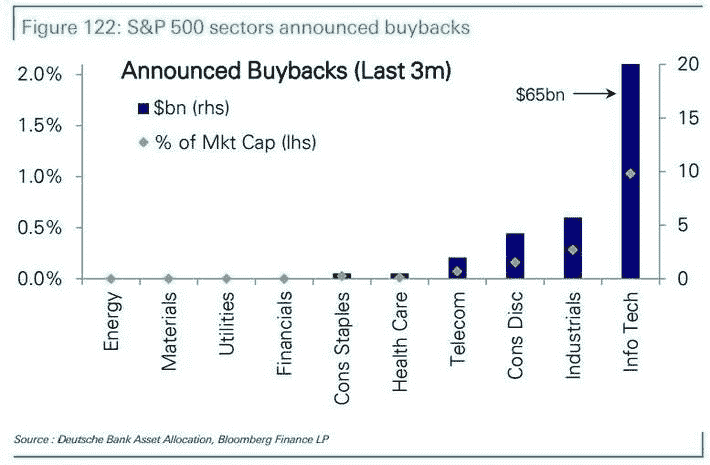 Figure 122: S&P 500 sectors announced buybacks
Announced Buybacks (Last 3m)
$bn (rhs)
% of Mkt Cap (lhs)
$65bn
2.0%
1.5%
1.0%
0.5%
0.0%
20
15
10
5
0
Energy
Materials
Utilities
Financials
Cons Staples
Health Care
Telecom
Cons Disc
Industrials
Info Tech
Source : Deutsche Bank Asset Allocation, Bloomberg Finance LP